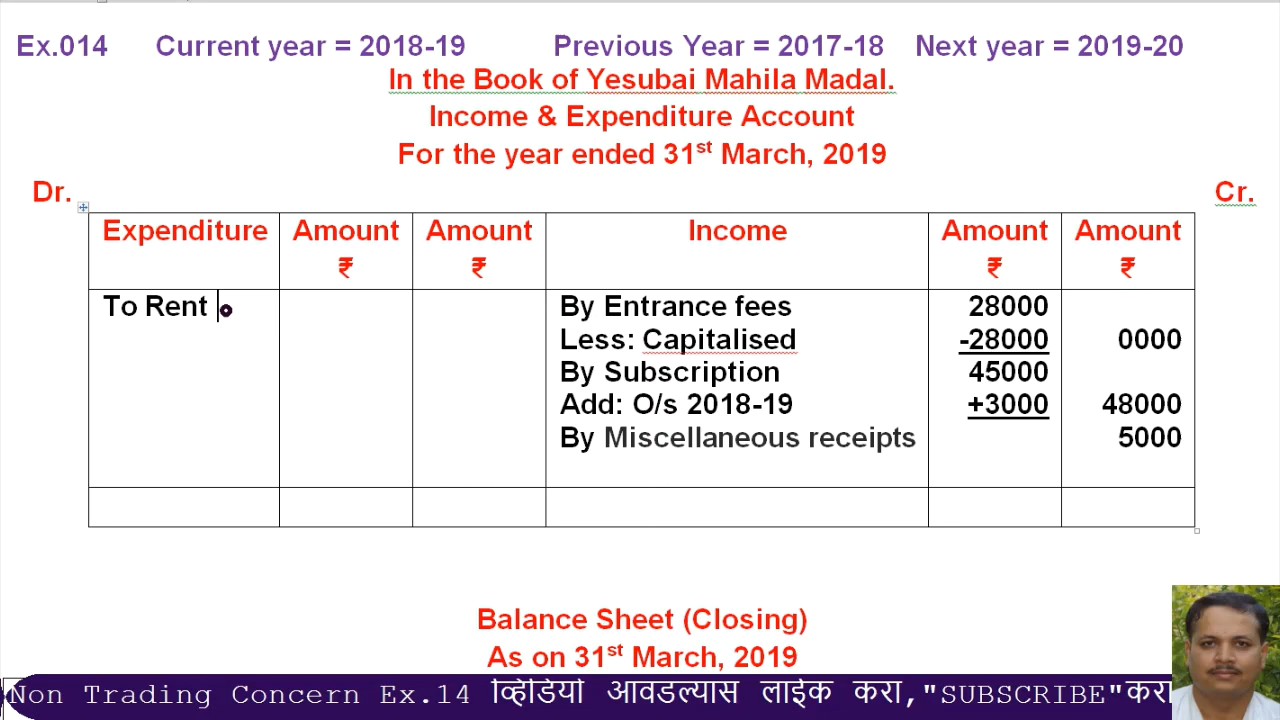 Ex.014 Current year = 2018-19 Previous Year = 2017-18 Next year = 2019-20
In the Book of Yesubai Mahila Madal.
Income & Expenditure Account
For the year ended 31st March, 2019
Dr. Cr.
Expenditure Amount ₹ Amount ₹ Income Amount ₹ Amount ₹
To Rent By Entrance fees 28000
Less: Capitalised -28000 0000
By Subscription 45000
Add: O/s 2018-19 +3000 48000
By Miscellaneous receipts 5000
Balance Sheet (Closing)
As on 31st March, 2019
Non Trading Concern Ex.14 व्हिडियो आवडल्यास लाईक करा,"SUBSCRIBE"करा